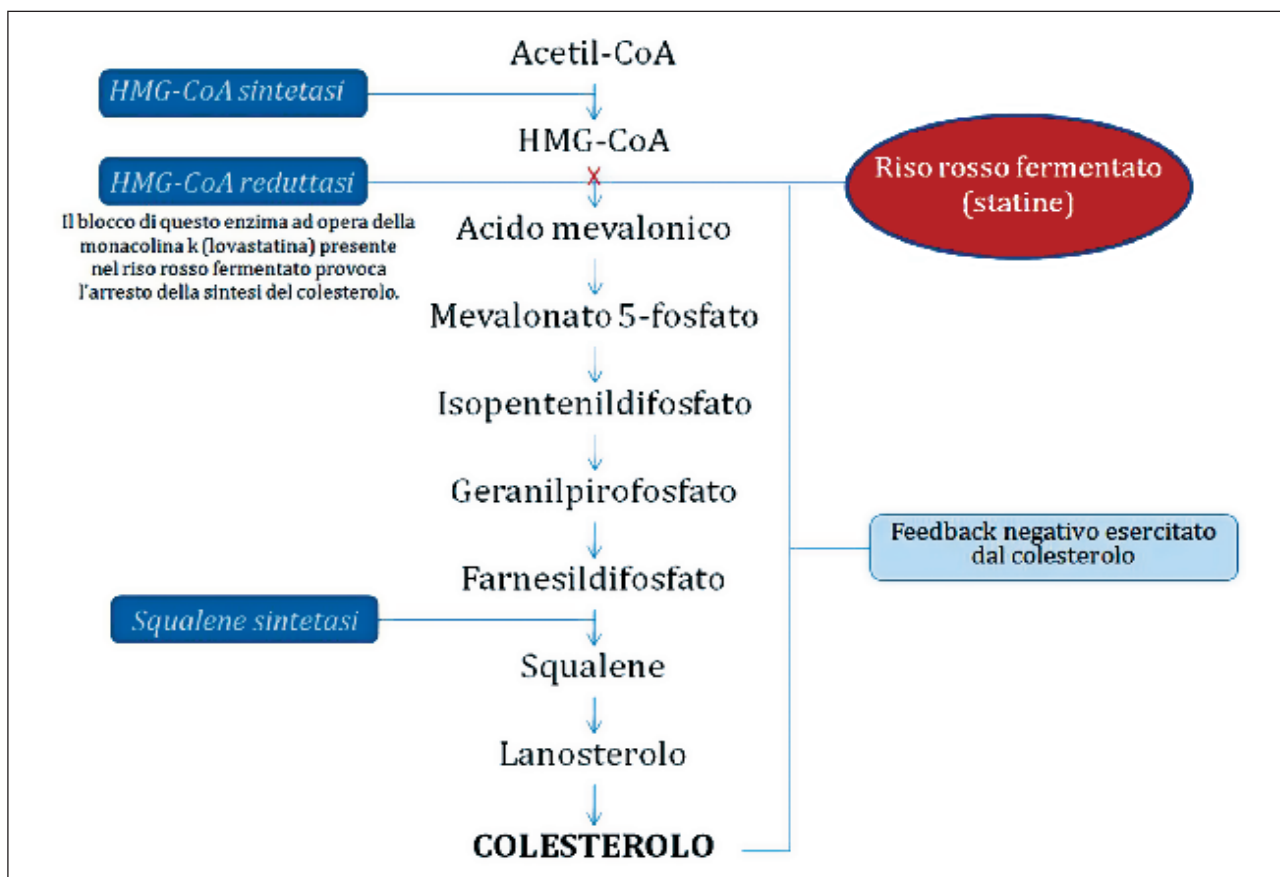 Acetil-CoA
HMG-CoA sintetasi
HMG-CoA
X
HMG-CoA reduttasi
Riso rosso fermentato
(statine)
Il blocco di questo enzima ad opera della
monacolina k (lovastatina) presente
nel riso rosso fermentato provoca
l'arresto della sintesi del colesterolo.
Acido mevalonico
Mevalonato 5-fosfato
Isopentenildifosfato
Geranilpirofosfato
Feedback negativo esercitato
dal colesterolo
Farnesildifosfato
Squalene sintetasi
Squalene
Lanosterolo
COLESTEROLO